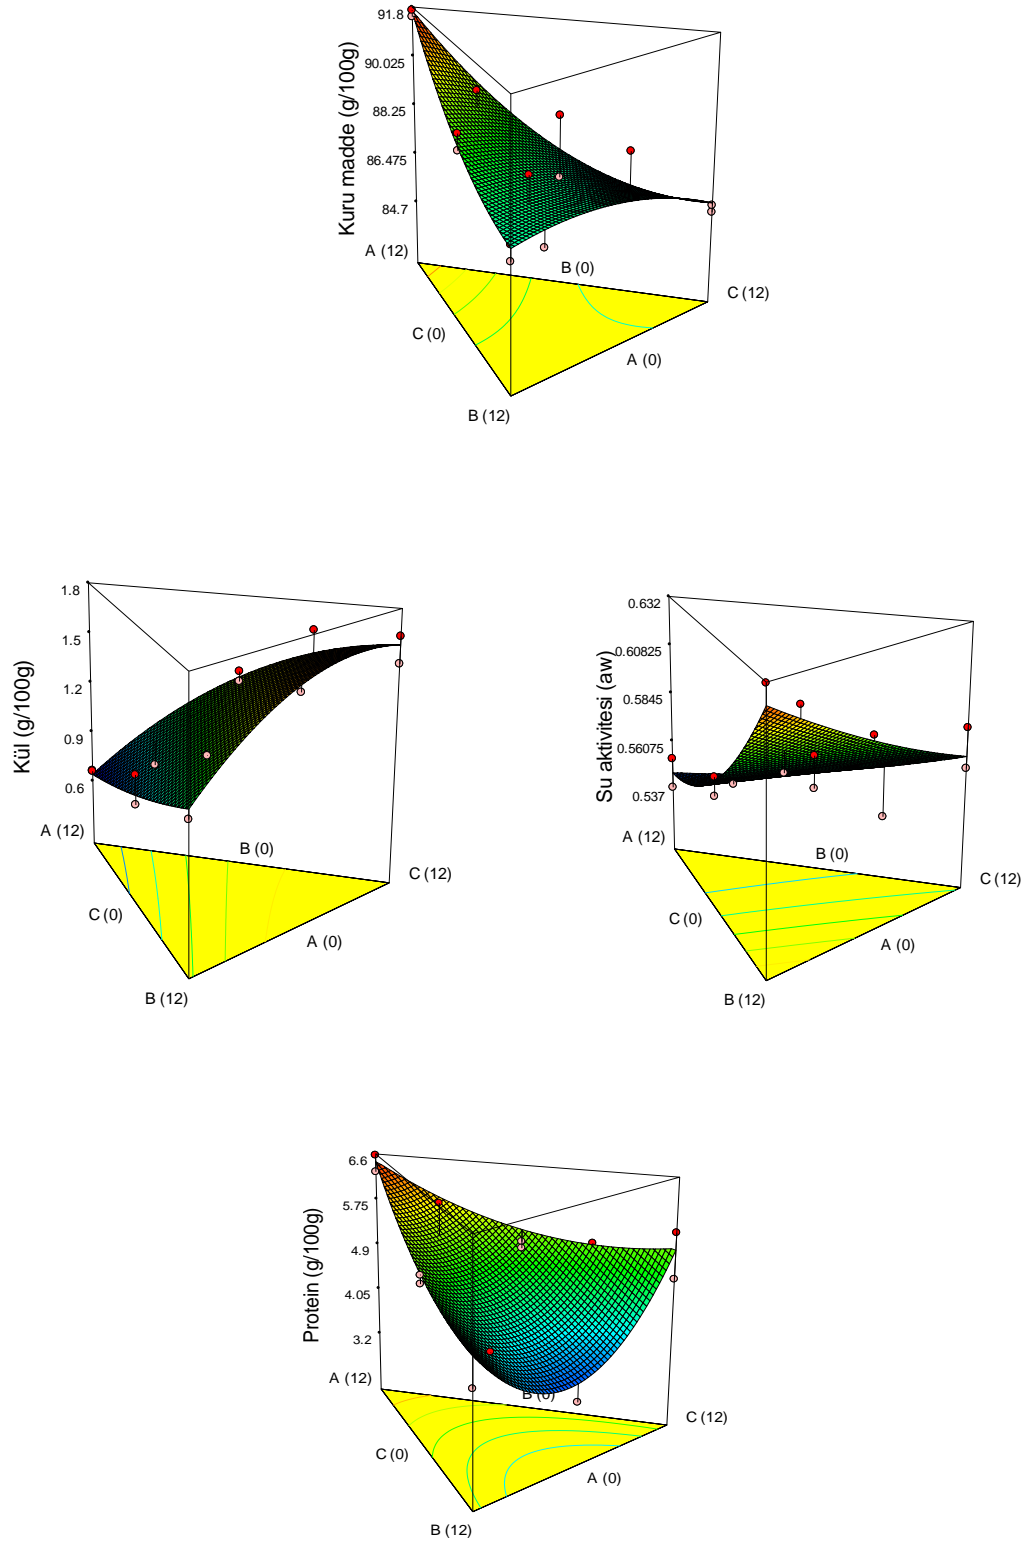 Kuru madde (g/100g)
91.8
90.025
88.25
86.475
84.7
A (12)
B (0)
C (12)
C (0)
A (0)
B (12)
Kül (g/100g)
1.8
1.5
1.2
0.9
0.6
A (12)
B (0)
C (12)
C (0)
A (0)
B (12)
Su aktivitesi (aw)
0.632
0.60825
0.5845
0.56075
0.537
A (12)
B (0)
C (12)
C (0)
A (0)
B (12)
Protein (g/100g)
6.6
5.75
4.9
4.05
3.2
A (12)
B (0)
C (12)
C (0)
A (0)
B (12)